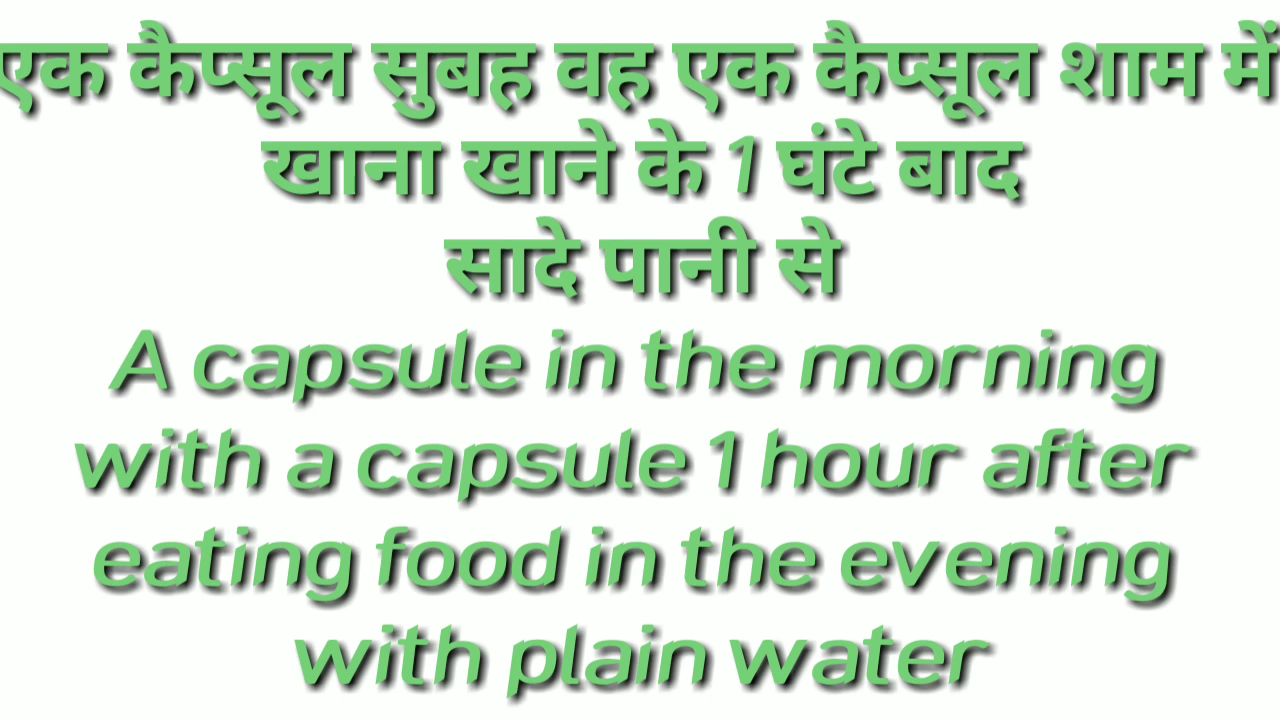 एक कैप्सूल सुबह वह एक कैप्सूल शाम में
खाना खाने के 1 घंटे बाद
सादे पानी से
A capsule in the morning
with a capsule 1 hour after
eating food in the evening
with plain water